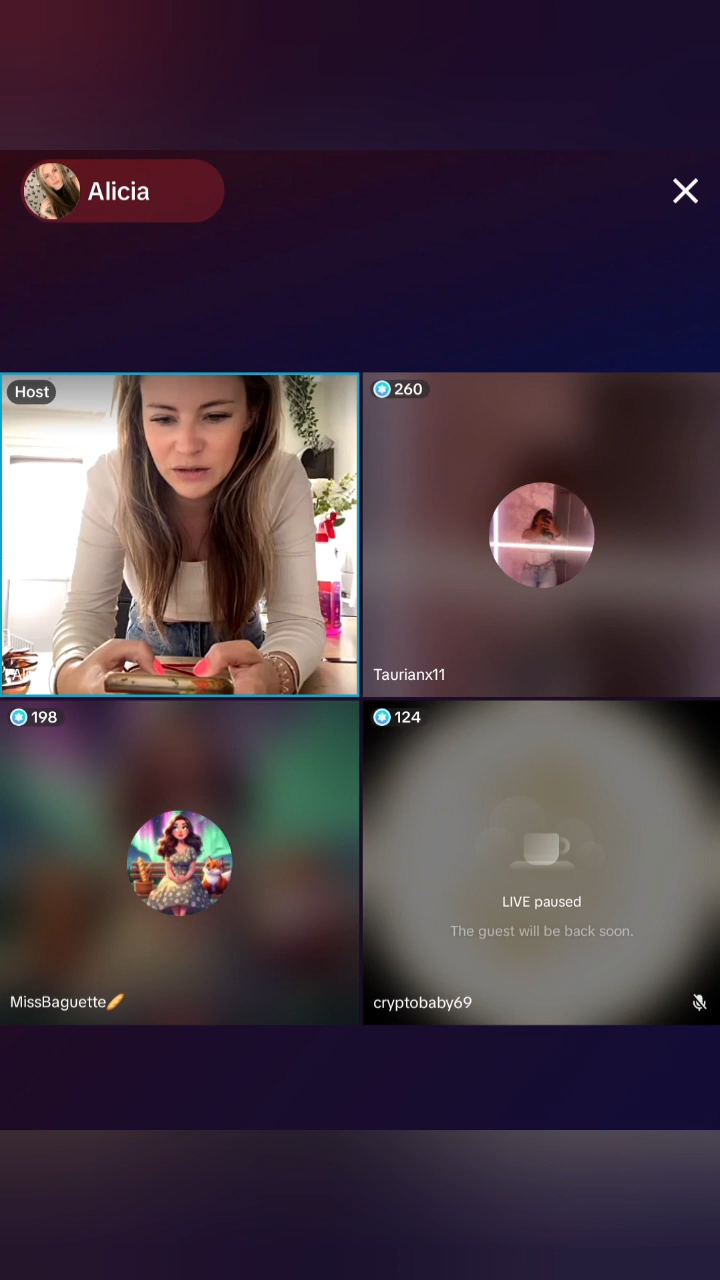 Alicia
Host
260
Taurianx11
198
124
LIVE paused
The guest will be back soon.
MissBaguette🥖
cryptobaby69